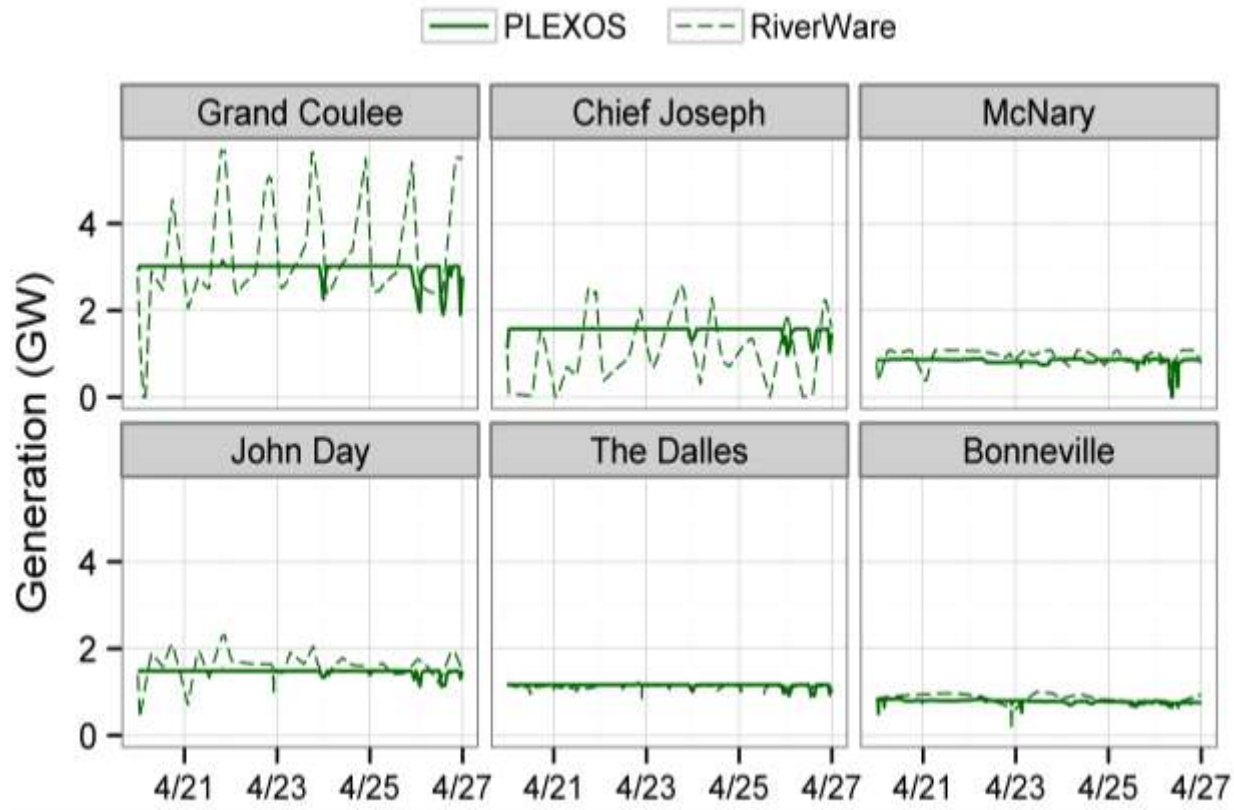 PLEXOS RiverWare
Grand Coulee Chief Joseph McNary
4
2
0
John Day The Dalles Bonneville
4
2
0
Generation (GW)
4/21 4/23 4/25 4/27 4/21 4/23 4/25 4/27 4/21 4/23 4/25 4/27